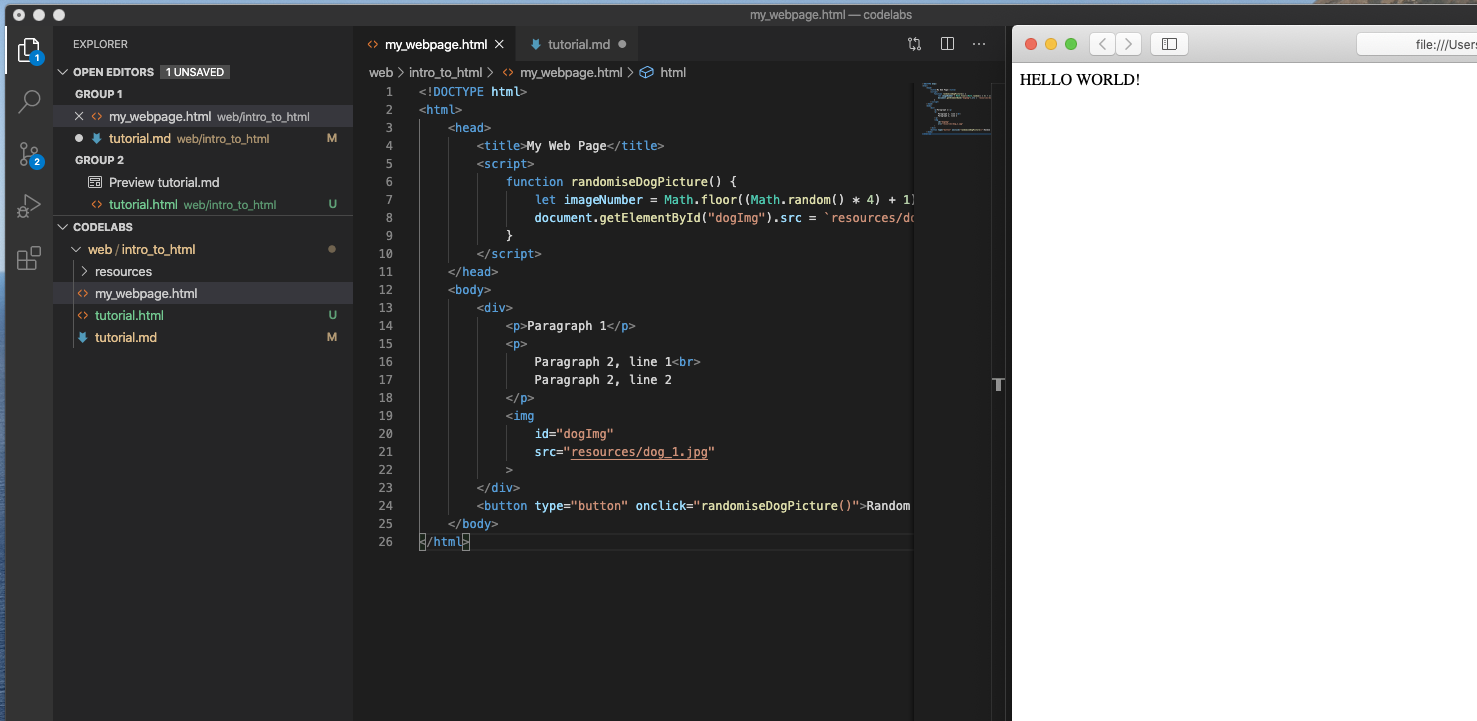 my_webpage.html — codelabs
1
2
EXPLORER
OPEN EDITORS 1 UNSAVED
GROUP 1
my_webpage.html web/intro_to_html
tutorial.md web/intro_to_html M
GROUP 2
Preview tutorial.md
tutorial.html web/intro_to_html U
CODELABS
web / intro_to_html
resources
my_webpage.html
tutorial.html U
tutorial.md M
my_webpage.html tutorial.md
web > intro_to_html > my_webpage.html > html
1 <!DOCTYPE html>
2 <html>
3 <head>
4 <title>My Web Page</title>
5 <script>
6 function randomiseDogPicture() {
7 let imageNumber = Math.floor((Math.random() * 4) + 1)
8 document.getElementById("dogImg").src = `resources/do
9 }
10 </script>
11 </head>
12 <body>
13 <div>
14 <p>Paragraph 1</p>
15 <p>
16 Paragraph 2, line 1<br>
17 Paragraph 2, line 2
18 </p>
19 <img
20 id="dogImg"
21 src="resources/dog_1.jpg"
22 >
23 </div>
24 <button type="button" onclick="randomiseDogPicture()">Random
25 </body>
26 </html>
file:///Users
HELLO WORLD!